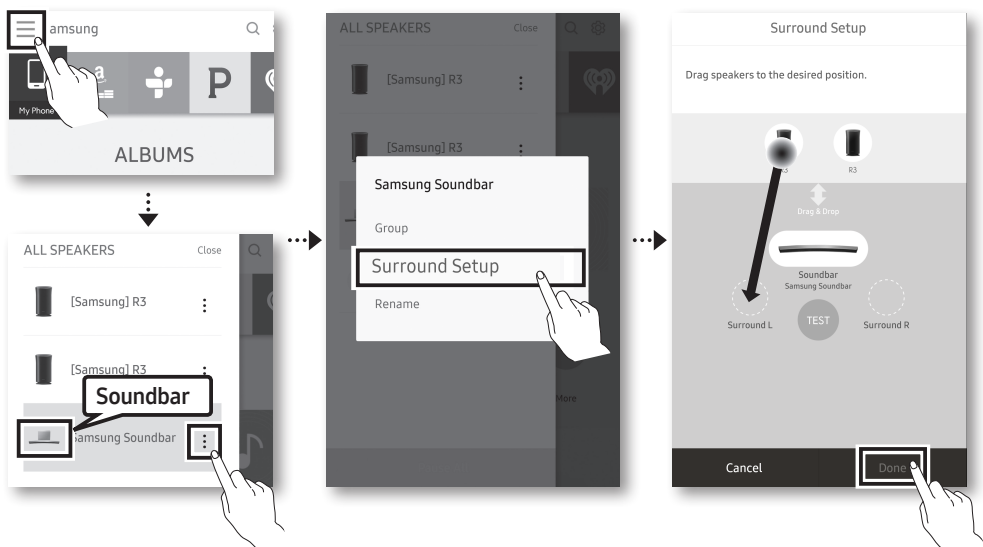 amsung
My Phone
a
P
ALBUMS
ALL SPEAKERS Close
[Samsung] R3
[Samsung] R3
Soundbar
Samsung Soundbar
ALL SPEAKERS Close
[Samsung] R3
[Samsung] R3
Samsung Soundbar
Group
Surround Setup
Rename
More
Surround Setup
Drag speakers to the desired position.
R3
Drag & Drop
Soundbar
Samsung Soundbar
Surround L
TEST
Surround R
Cancel
Done